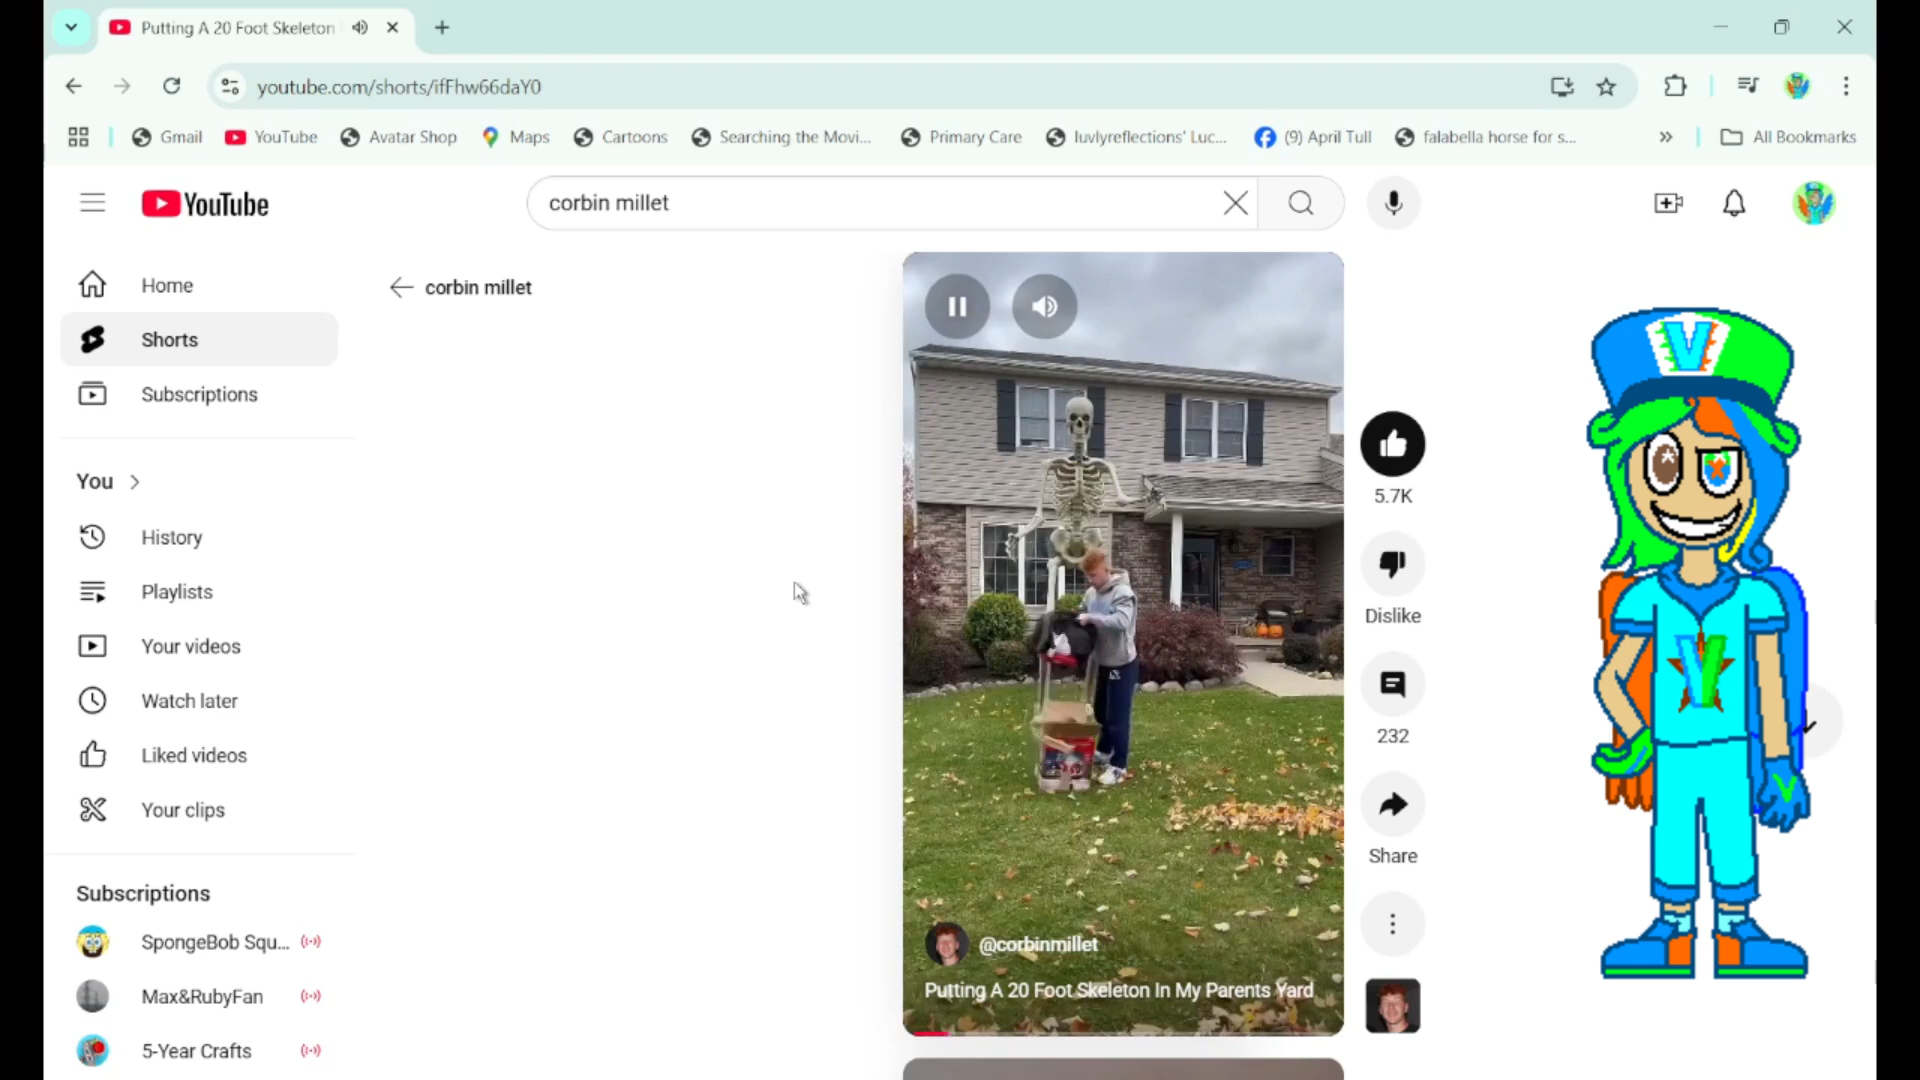 Putting A 20 Foot Skeleton
youtube.com/shorts/ifFhw66daY0
Gmail
YouTube
Avatar Shop
Maps
Cartoons
Searching the Movi...
Primary Care
luvlyreflections' Luc...
(9) April Tull
falabella horse for s...
All Bookmarks
YouTube
corbin millet
Home
corbin millet
Shorts
Subscriptions
You
History
Playlists
Your videos
Watch later
Liked videos
Your clips
Subscriptions
SpongeBob Squ...
Max&RubyFan
5-Year Crafts
@corbinmillet
Putting A 20 Foot Skeleton In My Parents Yard
5.7K
Dislike
232
Share
V
V
V